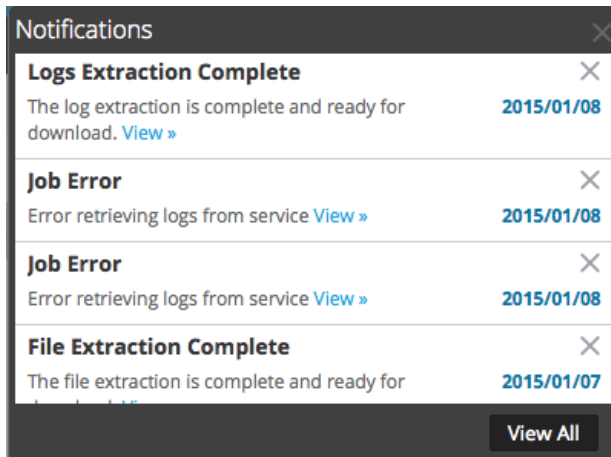 Notifications
Logs Extraction Complete
The log extraction is complete and ready for 2015/01/08
download. View »
Job Error
Error retrieving logs from service View » 2015/01/08
Job Error
Error retrieving logs from service View » 2015/01/08
File Extraction Complete
The file extraction is complete and ready for 2015/01/07
View All